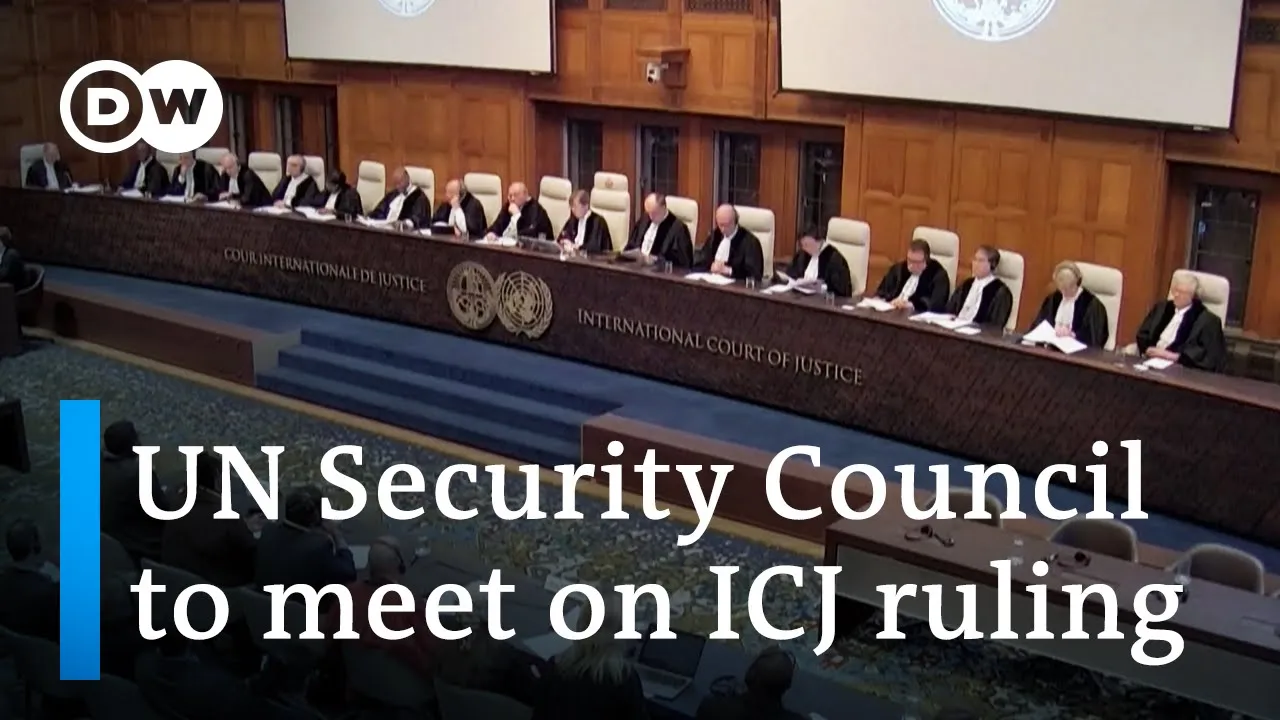 DW
COUR INTERNATIONALE DE JUSTICE
INTERNATIONAL COURT OF JUSTICE
UN Security Council
to meet on ICJ ruling